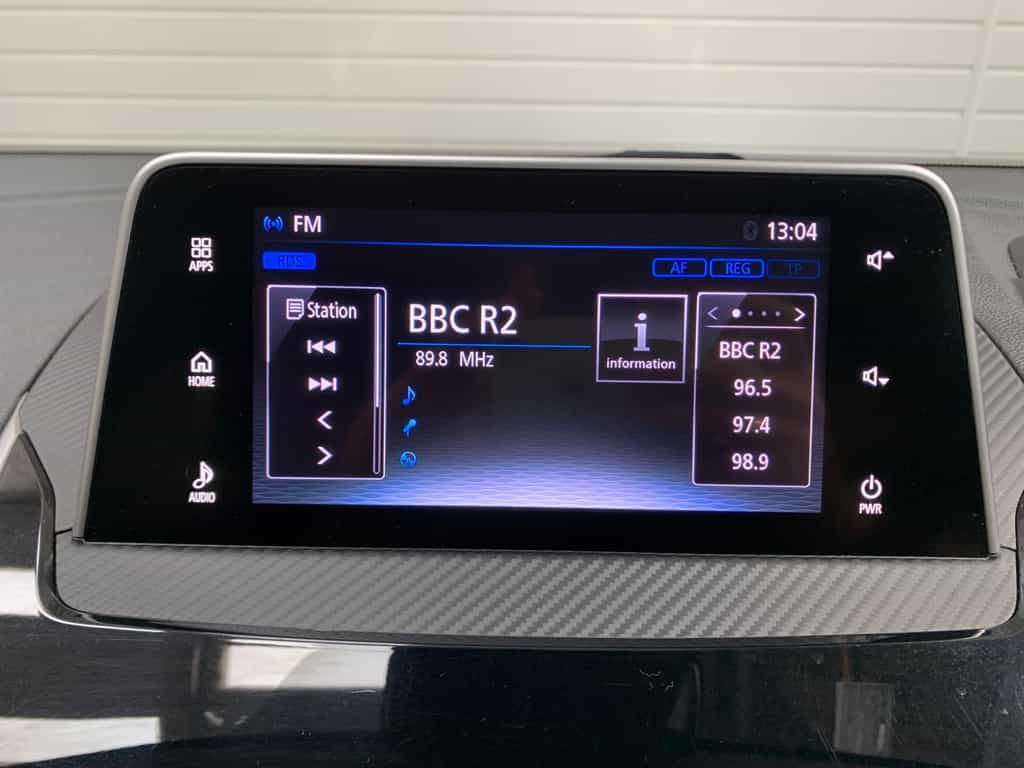 FM
13:04
RDS
AF
REG
TP
APPS
HOME
AUDIO
Station
BBC R2
89.8 MHz
information
BBC R2
96.5
97.4
98.9
PWR